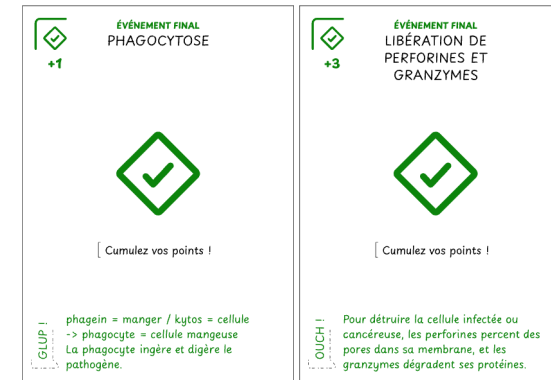 ÉVÉNEMENT FINAL
PHAGOCYTOSE
+1
[ Cumulez vos points !
GLUP !
phagein = manger / kytos = cellule
-> phagocyte = cellule mangeuse
La phagocyte ingère et digère le
pathogène.
ÉVÉNEMENT FINAL
LIBÉRATION DE
PERFORINES ET
GRANZYMES
+3
[ Cumulez vos points !
OUCH !
Pour détruire la cellule infectée ou
cancéreuse, les perforines percent des
pores dans sa membrane, et les
granzymes dégradent ses protéines.